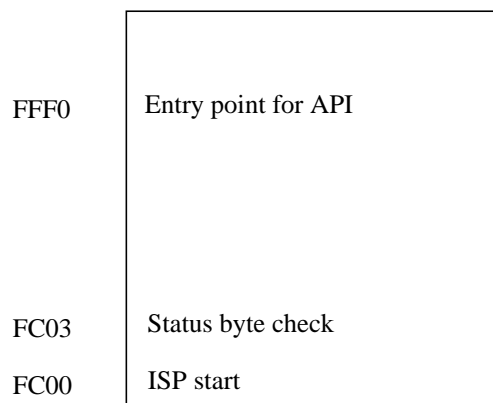 FFF0 Entry point for API
FC03 Status byte check
FC00 ISP start